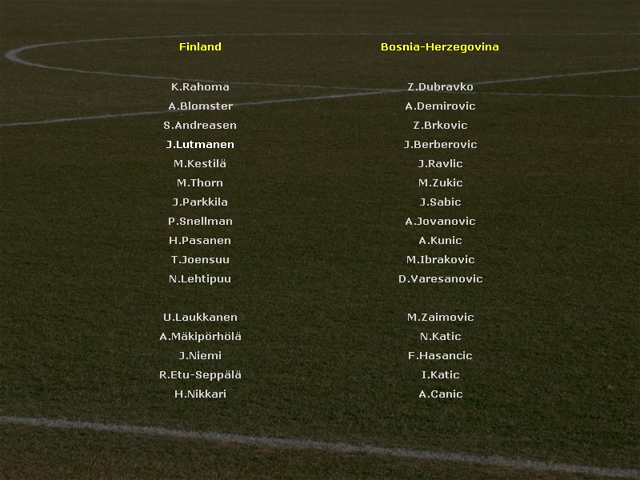 Finland Bosnia-Herzegovina
K.Rahoma Z.Dubravko
A.Blomster A.Demirovic
S.Andreasen Z.Brkovic
J.Lutmanen J.Berberovic
M.Kestilä J.Ravlic
M.Thorn M.Zukic
J.Parkkila J.Sabic
P.Snellman A.Jovanovic
H.Pasanen A.Kunic
T.Joensuu M.Ibrakovic
N.Lehtipuu D.Varesanovic
U.Laukkanen M.Zaimovic
A.Mäkipörhölä N.Katic
J.Niemi F.Hasancic
R.Etu-Seppälä I.Katic
H.Nikkari A.Canic